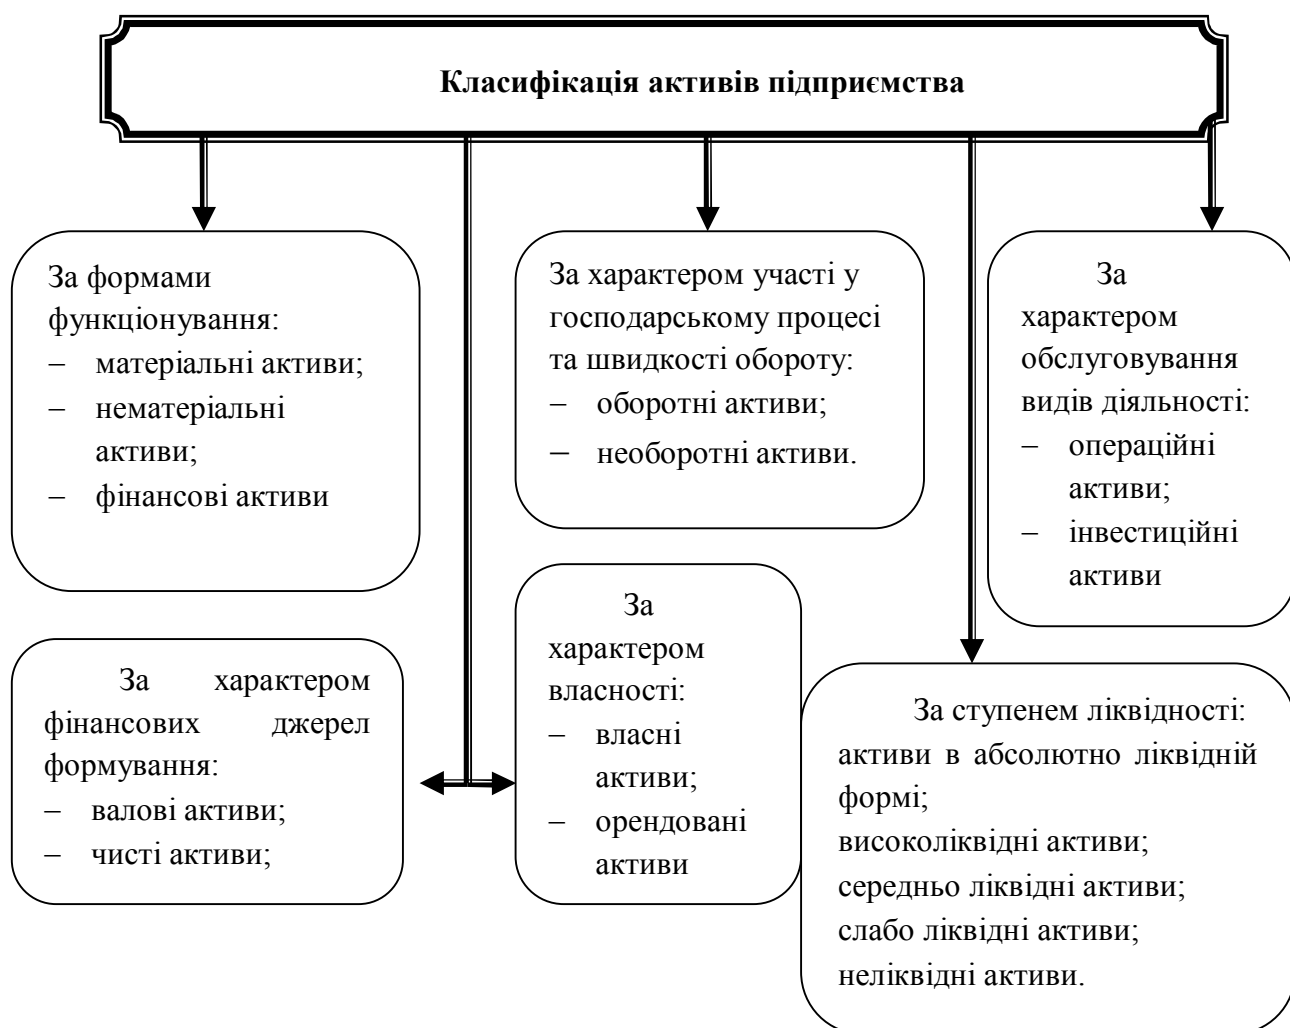 Класифікація активів підприємства
За формами
функціонування:
– матеріальні активи;
– нематеріальні
активи;
– фінансові активи
За характером участі у
господарському процесі
та швидкості обороту:
– оборотні активи;
– необоротні активи.
За
характером
обслуговування
видів діяльності:
– операційні
активи;
– інвестиційні
активи
За характером
фінансових джерел
формування:
– валові активи;
– чисті активи;
За
характером
власності:
– власні
активи;
– орендовані
активи
За ступенем ліквідності:
активи в абсолютно ліквідній
формі;
високоліквідні активи;
середньо ліквідні активи;
слабо ліквідні активи;
неліквідні активи.